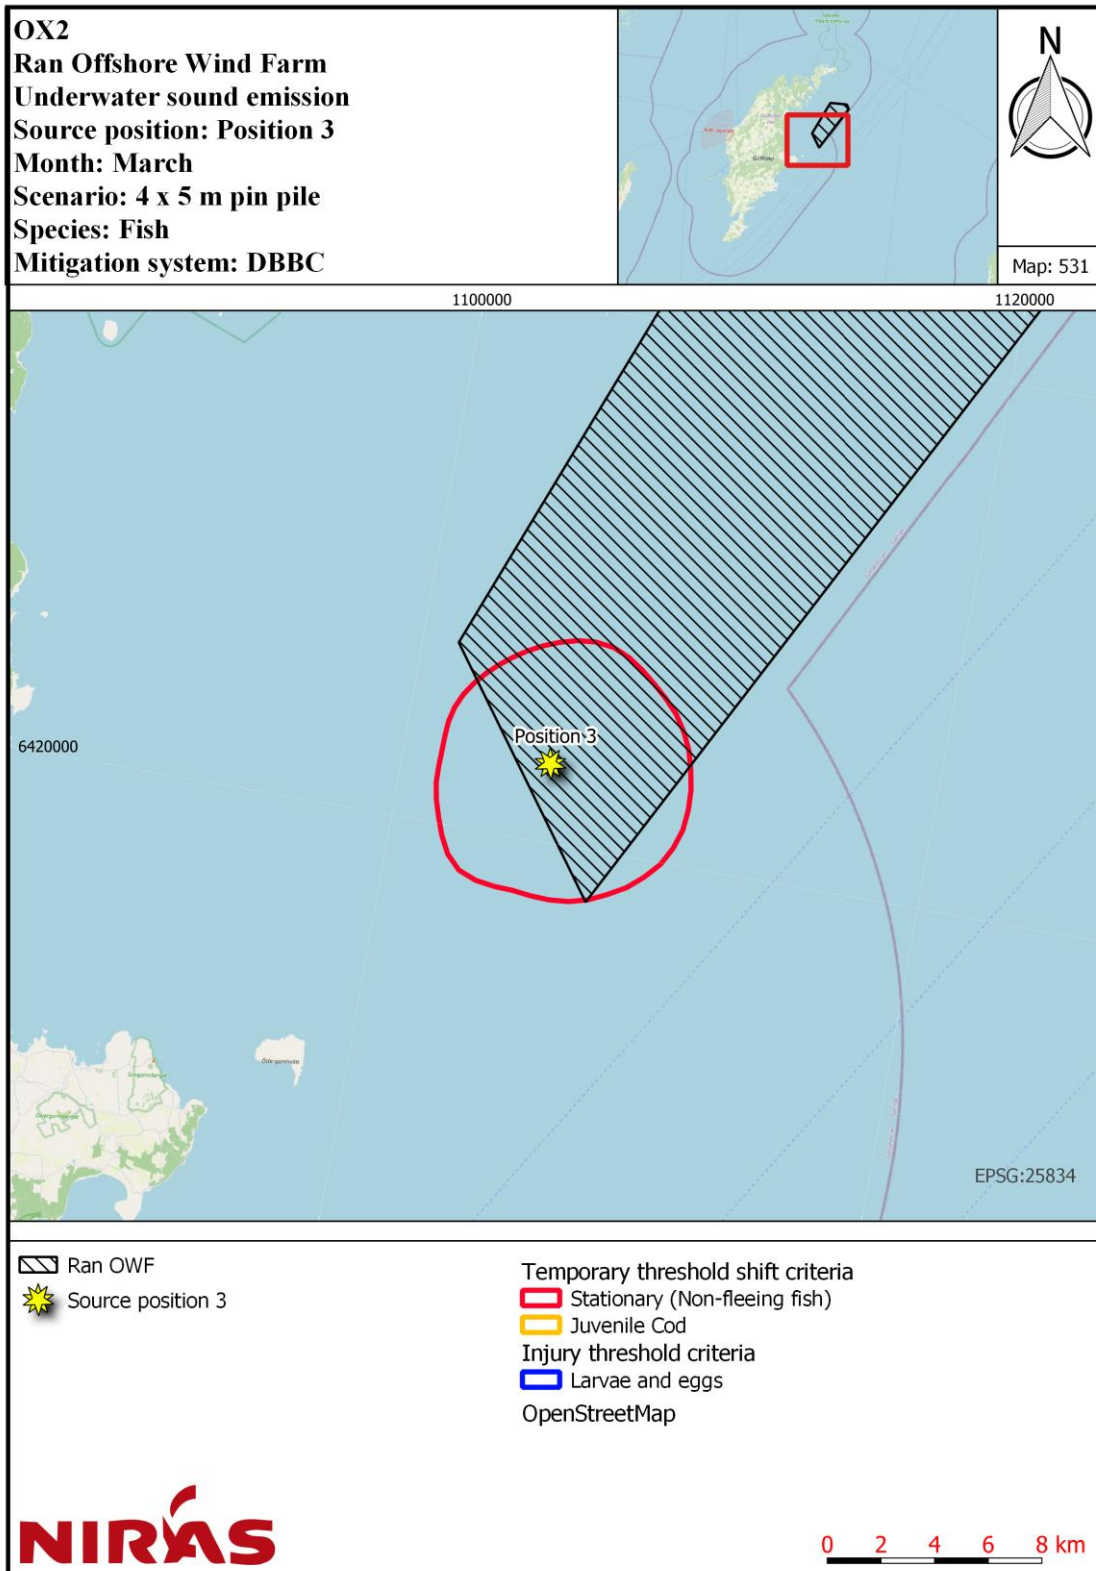 OX2
Ran Offshore Wind Farm
Underwater sound emission
Source position: Position 3
Month: March
Scenario: 4 x 5 m pin pile
Species: Fish
Mitigation system: DBBC
N
Map: 531
1100000
1120000
Position 3
6420000
Östergarnsholm
EPSG:25834
Ran OWF
Source position 3
Temporary threshold shift criteria
Stationary (Non-fleeing fish)
Juvenile Cod
Injury threshold criteria
Larvae and eggs
OpenStreetMap
NIRAS
0 2 4 6 8 km